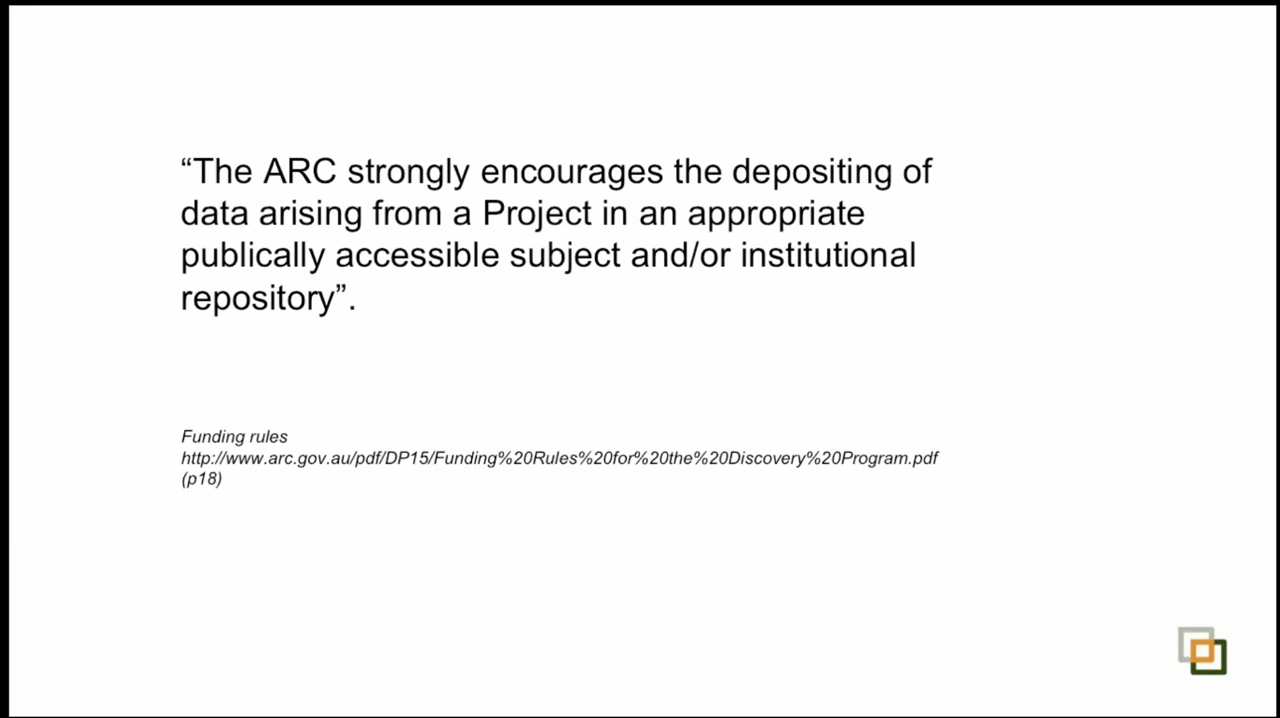 “The ARC strongly encourages the depositing of
data arising from a Project in an appropriate
publically accessible subject and/or institutional
repository”.
Funding rules
http://www.arc.gov.au/pdf/DP15/Funding%20Rules%20for%20the%20Discovery%20Program.pdf
(p18)